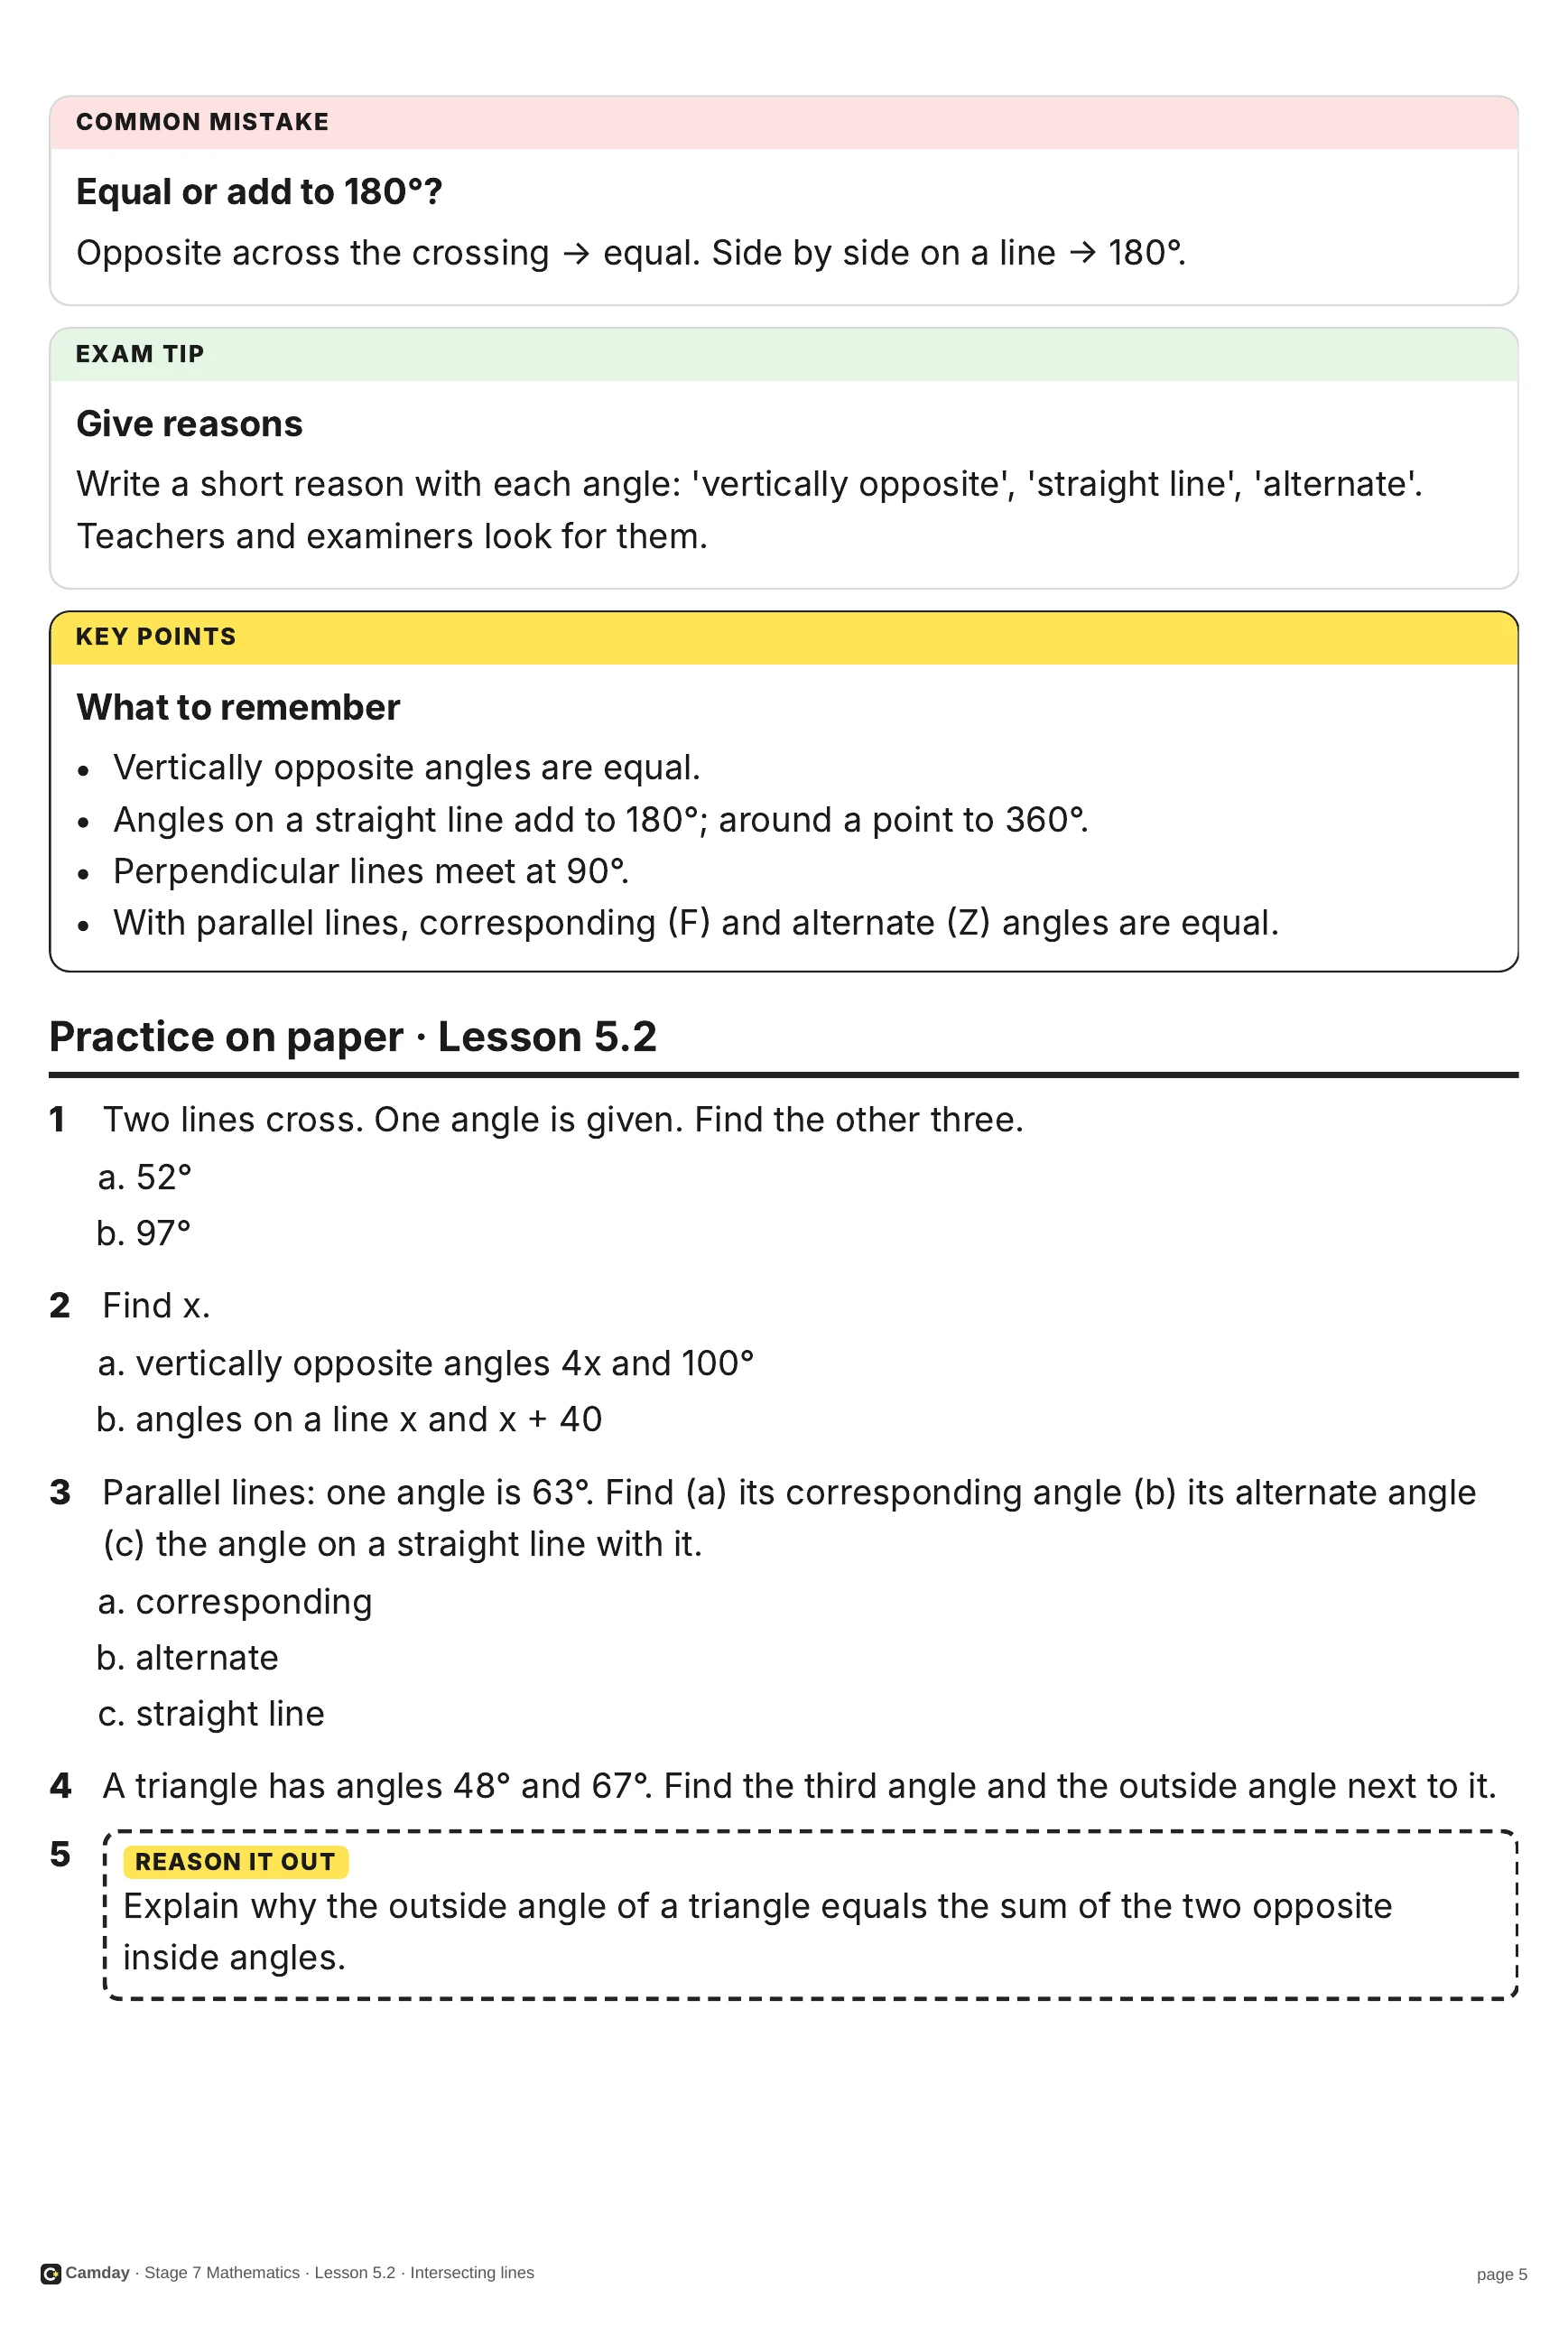 COMMON MISTAKE
Equal or add to 180°?
Opposite across the crossing → equal. Side by side on a line → 180°.
EXAM TIP
Give reasons
Write a short reason with each angle: 'vertically opposite', 'straight line', 'alternate'.
Teachers and examiners look for them.
KEY POINTS
What to remember
• Vertically opposite angles are equal.
• Angles on a straight line add to 180°; around a point to 360°.
• Perpendicular lines meet at 90°.
• With parallel lines, corresponding (F) and alternate (Z) angles are equal.
Practice on paper · Lesson 5.2
1 Two lines cross. One angle is given. Find the other three.
a. 52°
b. 97°
2 Find x.
a. vertically opposite angles 4x and 100°
b. angles on a line x and x + 40
3 Parallel lines: one angle is 63°. Find (a) its corresponding angle (b) its alternate angle
(c) the angle on a straight line with it.
a. corresponding
b. alternate
c. straight line
4 A triangle has angles 48° and 67°. Find the third angle and the outside angle next to it.
5 REASON IT OUT
Explain why the outside angle of a triangle equals the sum of the two opposite
inside angles.
Camday · Stage 7 Mathematics · Lesson 5.2 · Intersecting lines page 5